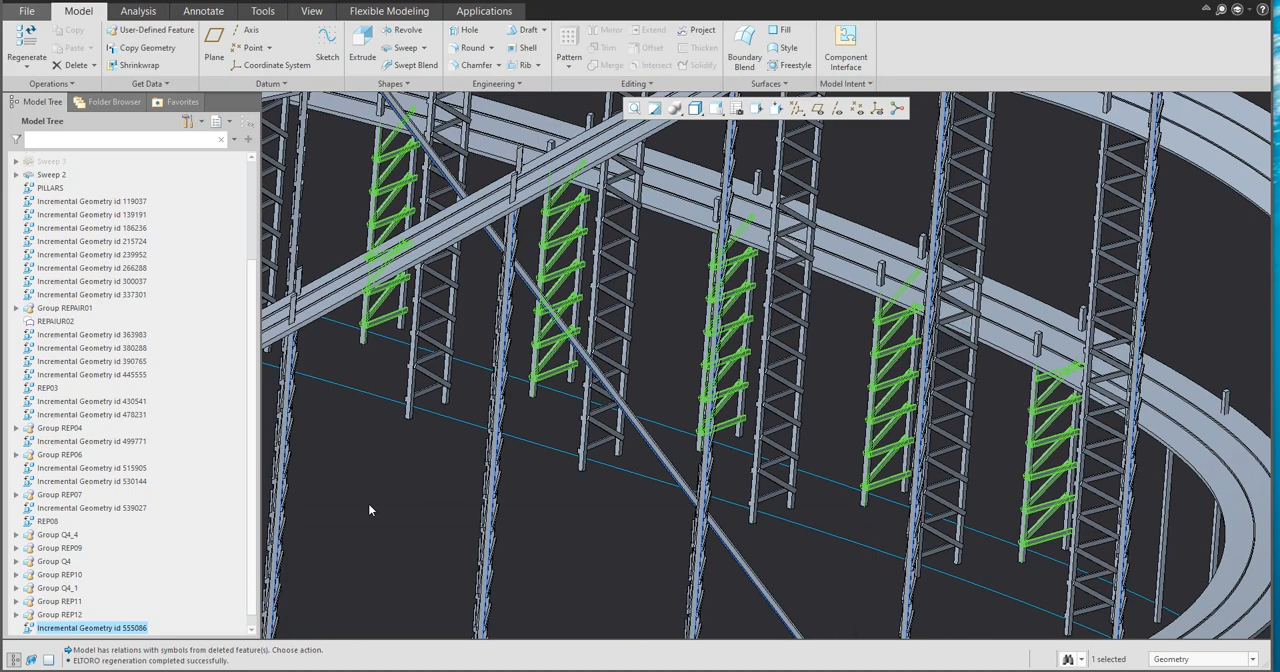 File Model Analysis Annotate Tools View Flexible Modeling Applications
Regenerate
Copy
Paste
Delete
Operations
User-Defined Feature
Copy Geometry
Shrinkwrap
Get Data
Plane
Axis
Point
Coordinate System
Sketch
Datum
Extrude
Revolve
Sweep
Swept Blend
Shapes
Hole
Round
Chamfer
Draft
Shell
Rib
Engineering
Pattern
Mirror
Trim
Merge
Extend
Offset
Intersect
Project
Thicken
Solidify
Editing
Boundary
Blend
Fill
Style
Freestyle
Surfaces
Component
Interface
Model Intent
Model Tree Folder Browser Favorites
Model Tree
Sweep 3
Sweep 2
PILLARS
Incremental Geometry id 119037
Incremental Geometry id 139191
Incremental Geometry id 186236
Incremental Geometry id 215724
Incremental Geometry id 239952
Incremental Geometry id 266288
Incremental Geometry id 300037
Incremental Geometry id 337301
Group REPAIR01
REPAIUR02
Incremental Geometry id 363983
Incremental Geometry id 380288
Incremental Geometry id 390765
Incremental Geometry id 445555
REP03
Incremental Geometry id 430541
Incremental Geometry id 478231
Group REP04
Incremental Geometry id 499771
Group REP06
Incremental Geometry id 515905
Incremental Geometry id 530144
Group REP07
Incremental Geometry id 539027
REP08
Group Q4_4
Group REP09
Group Q4
Group REP10
Group Q4_1
Group REP11
Group REP12
Incremental Geometry id 555086
Model has relations with symbols from deleted feature(s). Choose action.
• ELTORO regeneration completed successfully.
1 selected
Geometry